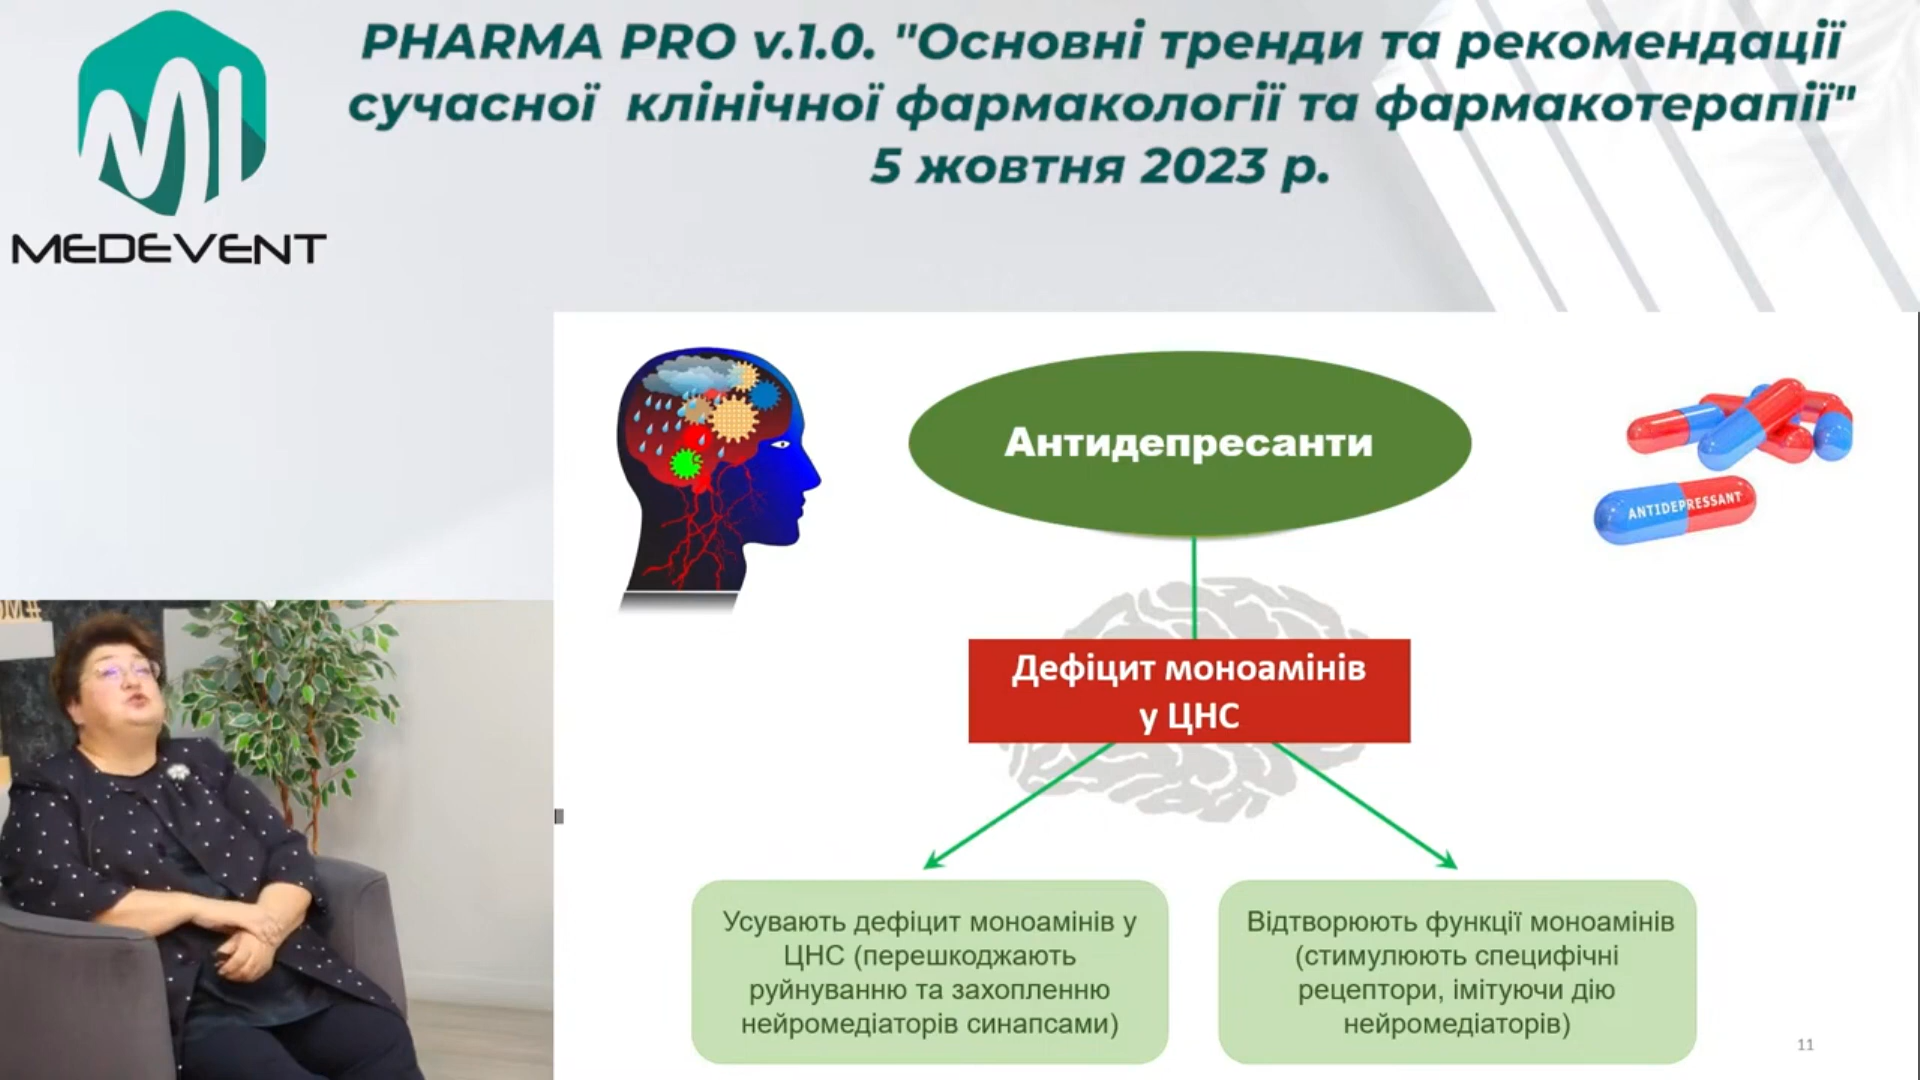 PHARMA PRO v.1.0. "Основні тренди та рекомендації
сучасної клінічної фармакології та фармакотерапії"
5 жовтня 2023 р.
MEDEVENT
Антидепресанти
ANTIDEPRESSANT
Дефіцит моноамінів
у ЦНС
Усувають дефіцит моноамінів у
ЦНС (перешкоджають
руйнуванню та захопленню
нейромедіаторів синапсами)
Відтворюють функції моноамінів
(стимулюють специфічні
рецептори, імітуючи дію
нейромедіаторів)
11